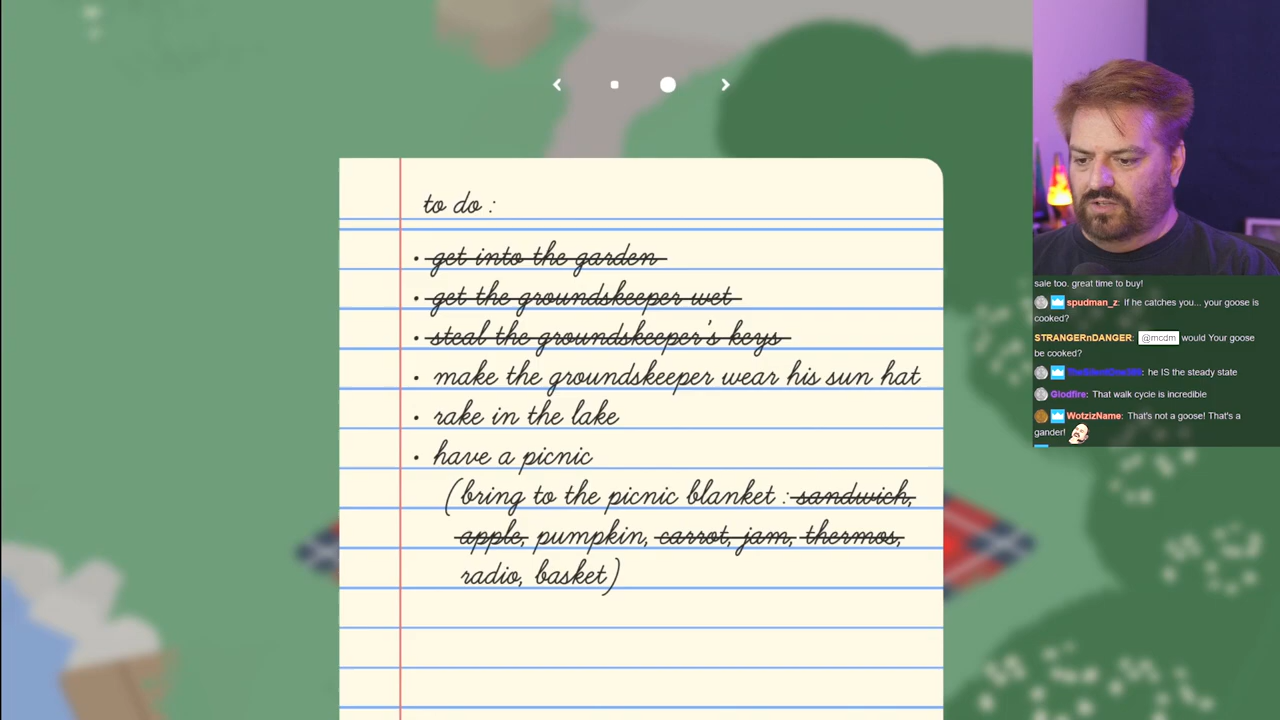 to do :
• get into the garden
• get the groundskeeper wet
• steal the groundskeeper's keys
• make the groundskeeper wear his sun hat
• rake in the lake
• have a picnic
(bring to the picnic blanket : sandwich,
apple, pumpkin, carrot, jam, thermos,
radio, basket)
sale too. great time to buy!
spudman_z: If he catches you... your goose is
cooked?
STRANGERnDANGER: @mcdm would Your goose
be cooked?
: he IS the steady state
Glodfire: That walk cycle is incredible
WotzizName: That's not a goose! That's a
gander!